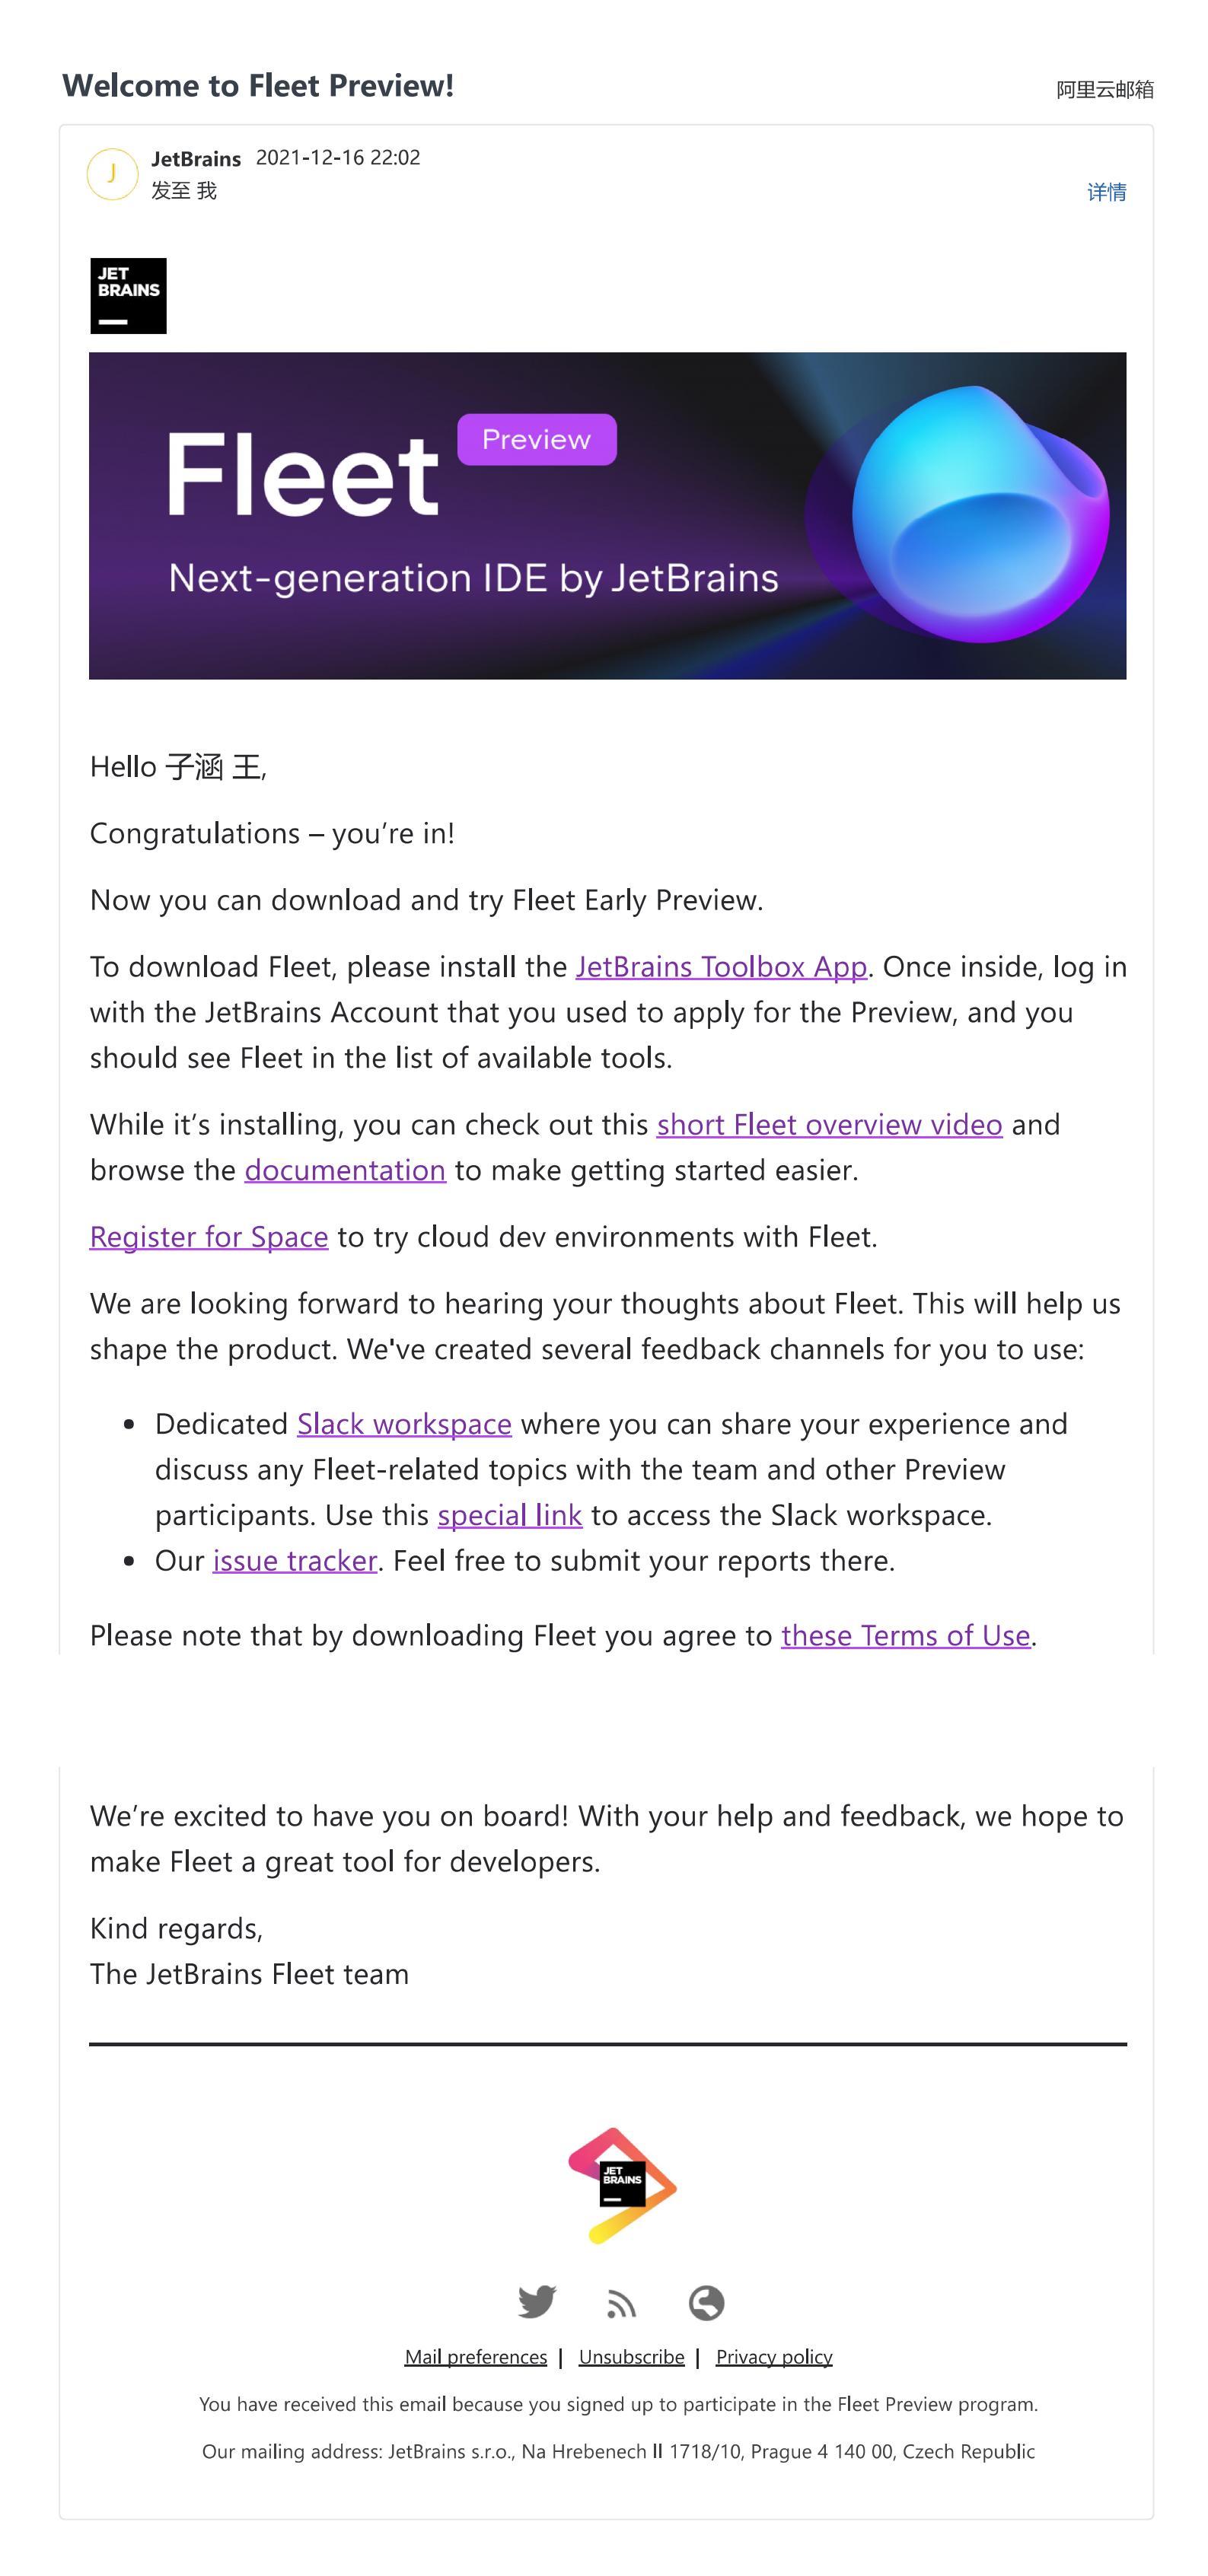 Welcome to Fleet Preview!
阿里云邮箱
J
JetBrains 2021-12-16 22:02
发至 我
详情
JET
BRAINS
Fleet
Preview
Next-generation IDE by JetBrains
Hello 子涵 王,
Congratulations – you’re in!
Now you can download and try Fleet Early Preview.
To download Fleet, please install the JetBrains Toolbox App. Once inside, log in
with the JetBrains Account that you used to apply for the Preview, and you
should see Fleet in the list of available tools.
While it’s installing, you can check out this short Fleet overview video and
browse the documentation to make getting started easier.
Register for Space to try cloud dev environments with Fleet.
We are looking forward to hearing your thoughts about Fleet. This will help us
shape the product. We've created several feedback channels for you to use:
• Dedicated Slack workspace where you can share your experience and
discuss any Fleet-related topics with the team and other Preview
participants. Use this special link to access the Slack workspace.
• Our issue tracker. Feel free to submit your reports there.
Please note that by downloading Fleet you agree to these Terms of Use.
We’re excited to have you on board! With your help and feedback, we hope to
make Fleet a great tool for developers.
Kind regards,
The JetBrains Fleet team
JET
BRAINS
Mail preferences | Unsubscribe | Privacy policy
You have received this email because you signed up to participate in the Fleet Preview program.
Our mailing address: JetBrains s.r.o., Na Hrebenech II 1718/10, Prague 4 140 00, Czech Republic